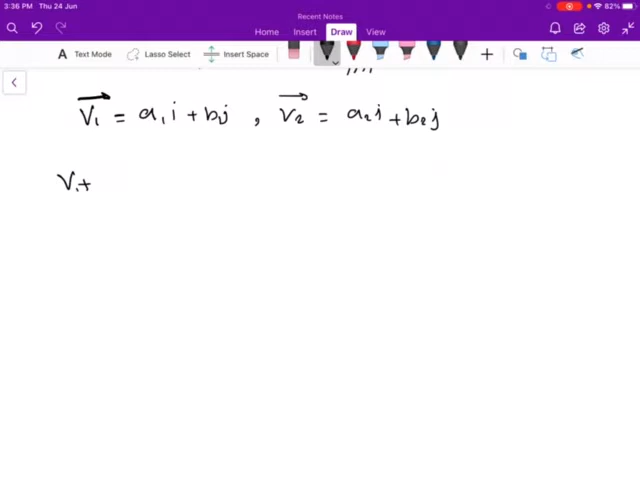 3:36 PM Thu 24 Jun
82%
Recent Notes
Home Insert Draw View
A Text Mode Lasso Select Insert Space
V₁ = a₁i + b₁j , V₂ = a₂i + b₂j
V₁+